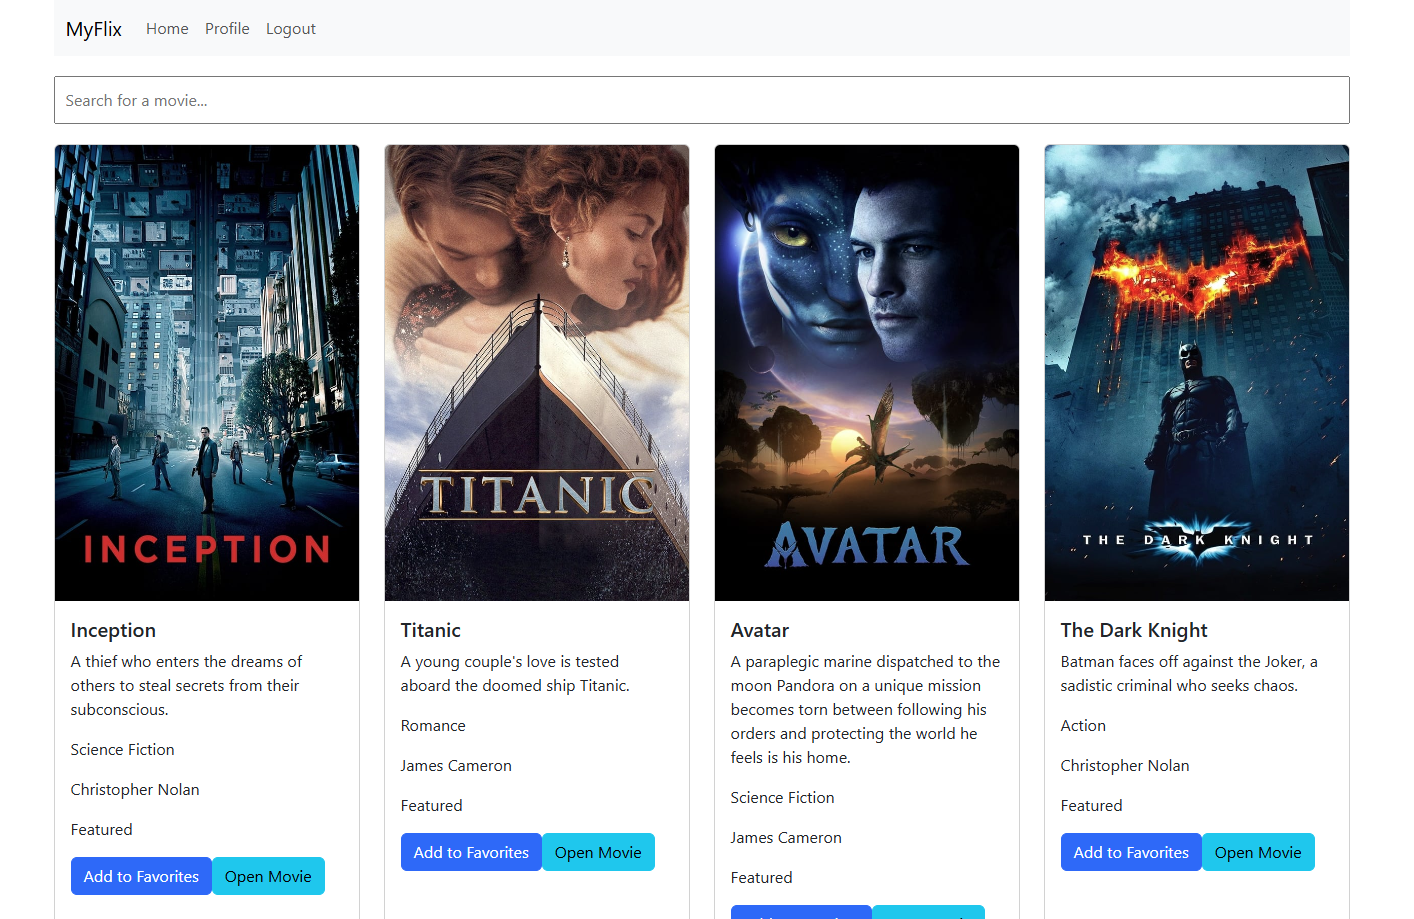 MyFlix Home Profile Logout
Search for a movie...
INCEPTION
TITANIC
AVATAR
THE DARK KNIGHT
Inception
A thief who enters the dreams of
others to steal secrets from their
subconscious.
Science Fiction
Christopher Nolan
Featured
Add to Favorites Open Movie
Titanic
A young couple's love is tested
aboard the doomed ship Titanic.
Romance
James Cameron
Featured
Add to Favorites Open Movie
Avatar
A paraplegic marine dispatched to the
moon Pandora on a unique mission
becomes torn between following his
orders and protecting the world he
feels is his home.
Science Fiction
James Cameron
Featured
The Dark Knight
Batman faces off against the Joker, a
sadistic criminal who seeks chaos.
Action
Christopher Nolan
Featured
Add to Favorites Open Movie